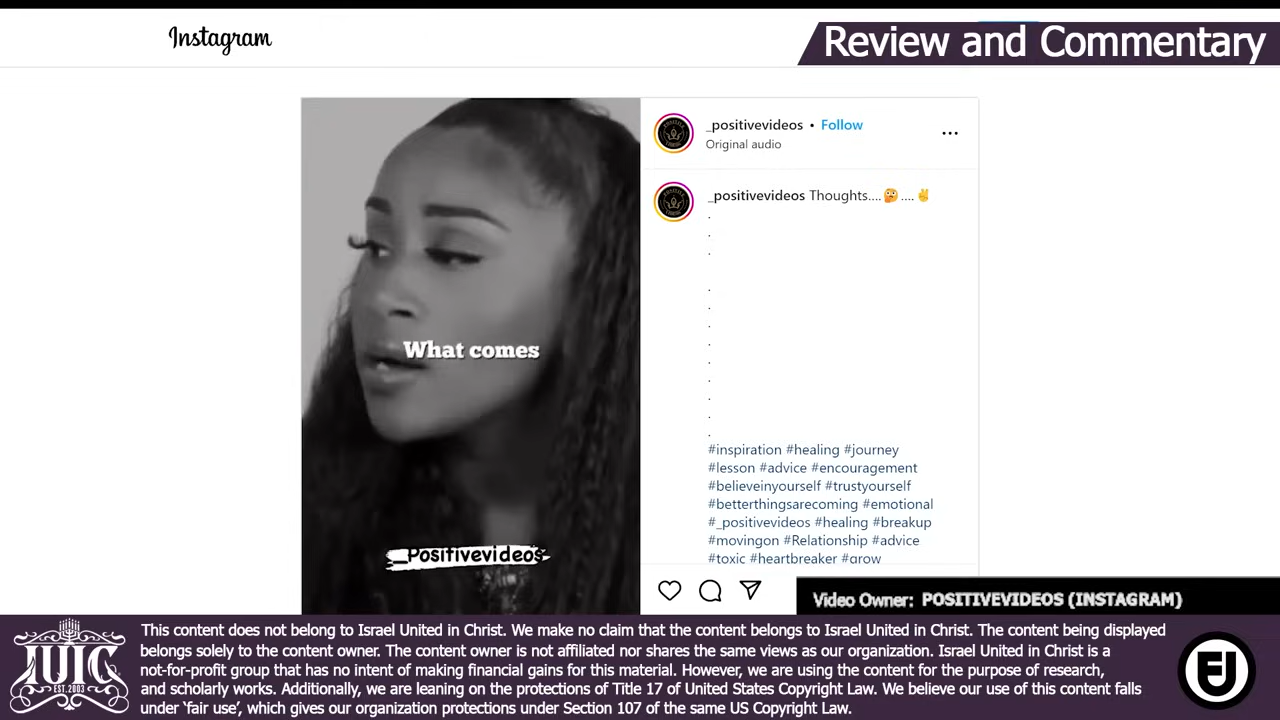 Instagram
Review and Commentary
_positivevideos • Follow
Original audio
_positivevideos Thoughts....🤔....✌️
.
.
.
.
.
.
.
.
.
.
.
.
What comes
_Positivevideos
#inspiration #healing #journey
#lesson #advice #encouragement
#believeinyourself #trustyourself
#betterthingsarecoming #emotional
#_positivevideos #healing #breakup
#movingon #Relationship #advice
#toxic #heartbreaker #grow
Video Owner: POSITIVEVIDEOS (INSTAGRAM)
IUIC
EST.2003
This content does not belong to Israel United in Christ. We make no claim that the content belongs to Israel United in Christ. The content being displayed
belongs solely to the content owner. The content owner is not affiliated nor shares the same views as our organization. Israel United in Christ is a
not-for-profit group that has no intent of making financial gains for this material. However, we are using the content for the purpose of research,
and scholarly works. Additionally, we are leaning on the protections of Title 17 of United States Copyright Law. We believe our use of this content falls
under ‘fair use’, which gives our organization protections under Section 107 of the same US Copyright Law.